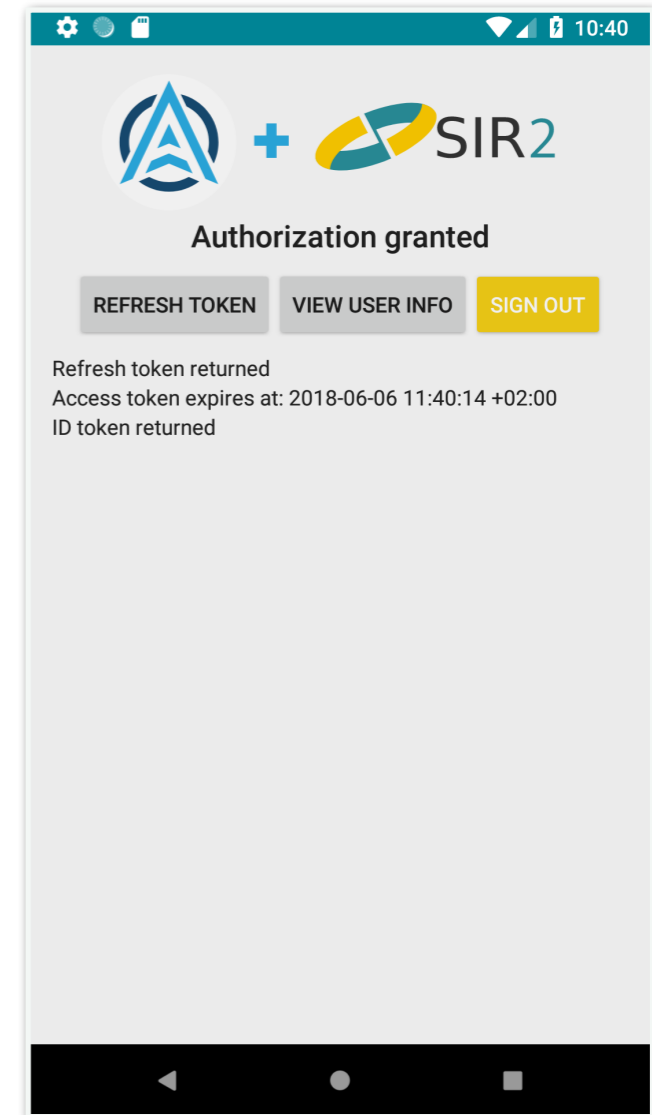 10:40
SIR2
Authorization granted
REFRESH TOKEN VIEW USER INFO SIGN OUT
Refresh token returned
Access token expires at: 2018-06-06 11:40:14 +02:00
ID token returned